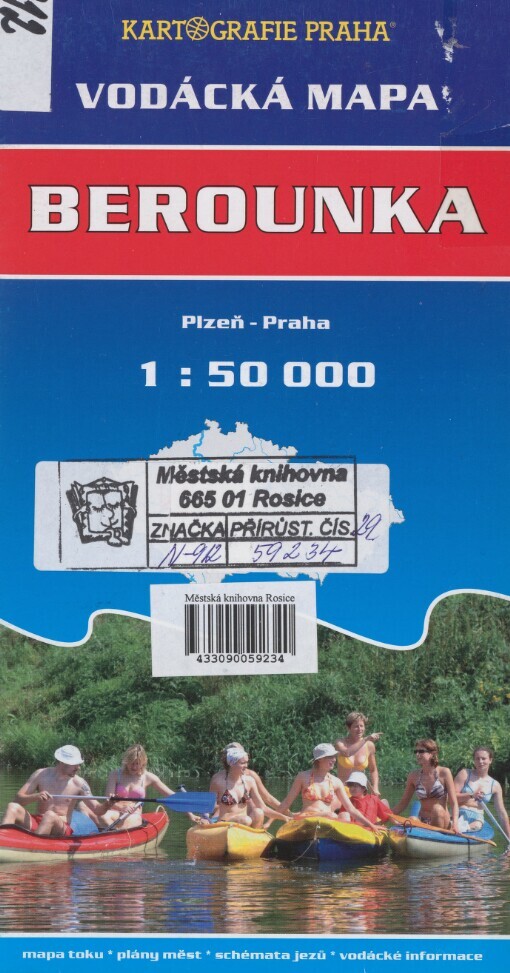 KARTOGRAFIE PRAHA®
VODÁCKÁ MAPA
BEROUNKA
Plzeň - Praha
1 : 50 000
Městská knihovna
665 01 Rosice
ZNAČKA PŘÍRŮST. ČÍS
N-912 59234
Městská knihovna Rosice
433090059234
mapa toku * plány měst * schémata jezů * vodácké informace